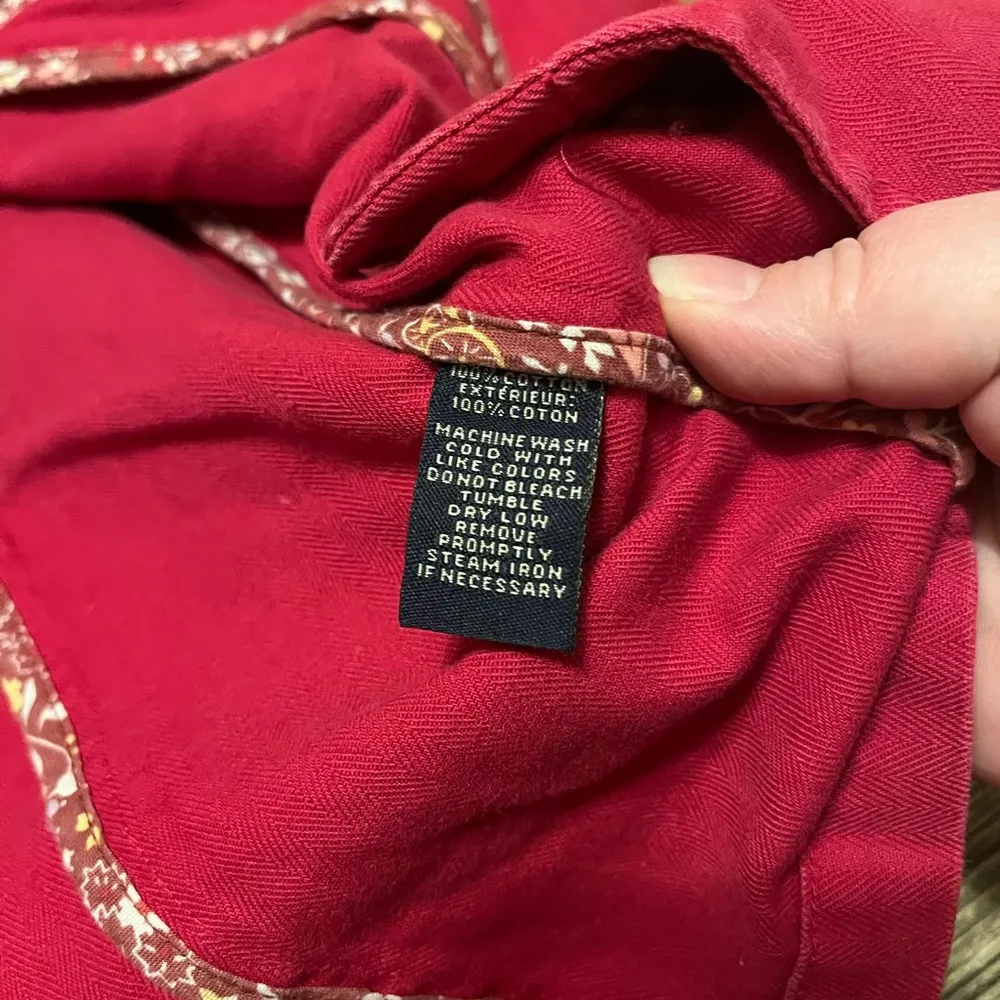 100% COTTON
EXTÉRIEUR:
100% COTON
MACHINE WASH
COLD WITH
LIKE COLORS
DO NOT BLEACH
TUMBLE
DRY LOW
REMOVE
PROMPTLY
STEAM IRON
IF NECESSARY